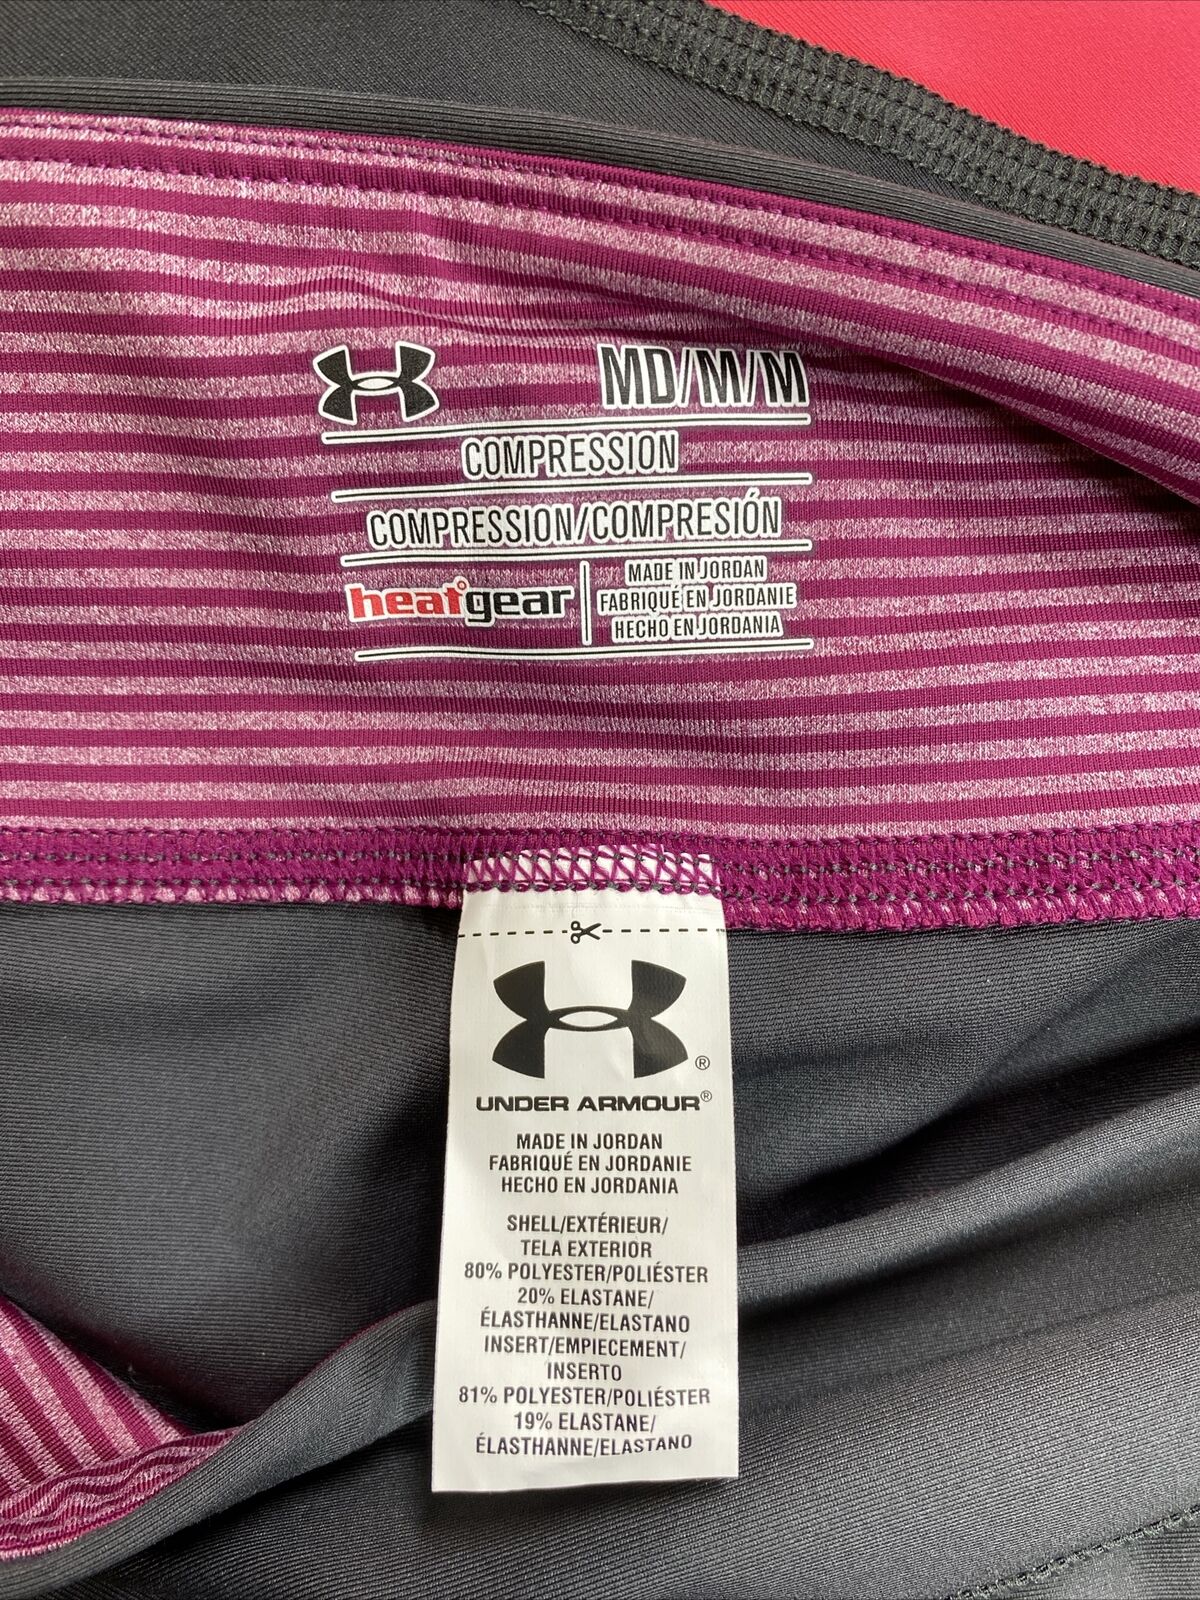 MD/M/M
COMPRESSION
COMPRESSION/COMPRESIÓN
heatgear
MADE IN JORDAN
FABRIQUÉ EN JORDANIE
HECHO EN JORDANIA
®
UNDER ARMOUR®
MADE IN JORDAN
FABRIQUÉ EN JORDANIE
HECHO EN JORDANIA
SHELL/EXTÉRIEUR/
TELA EXTERIOR
80% POLYESTER/POLIÉSTER
20% ELASTANE/
ÉLASTHANNE/ELASTANO
INSERT/EMPIECEMENT/
INSERTO
81% POLYESTER/POLIÉSTER
19% ELASTANE/
ÉLASTHANNE/ELASTANO